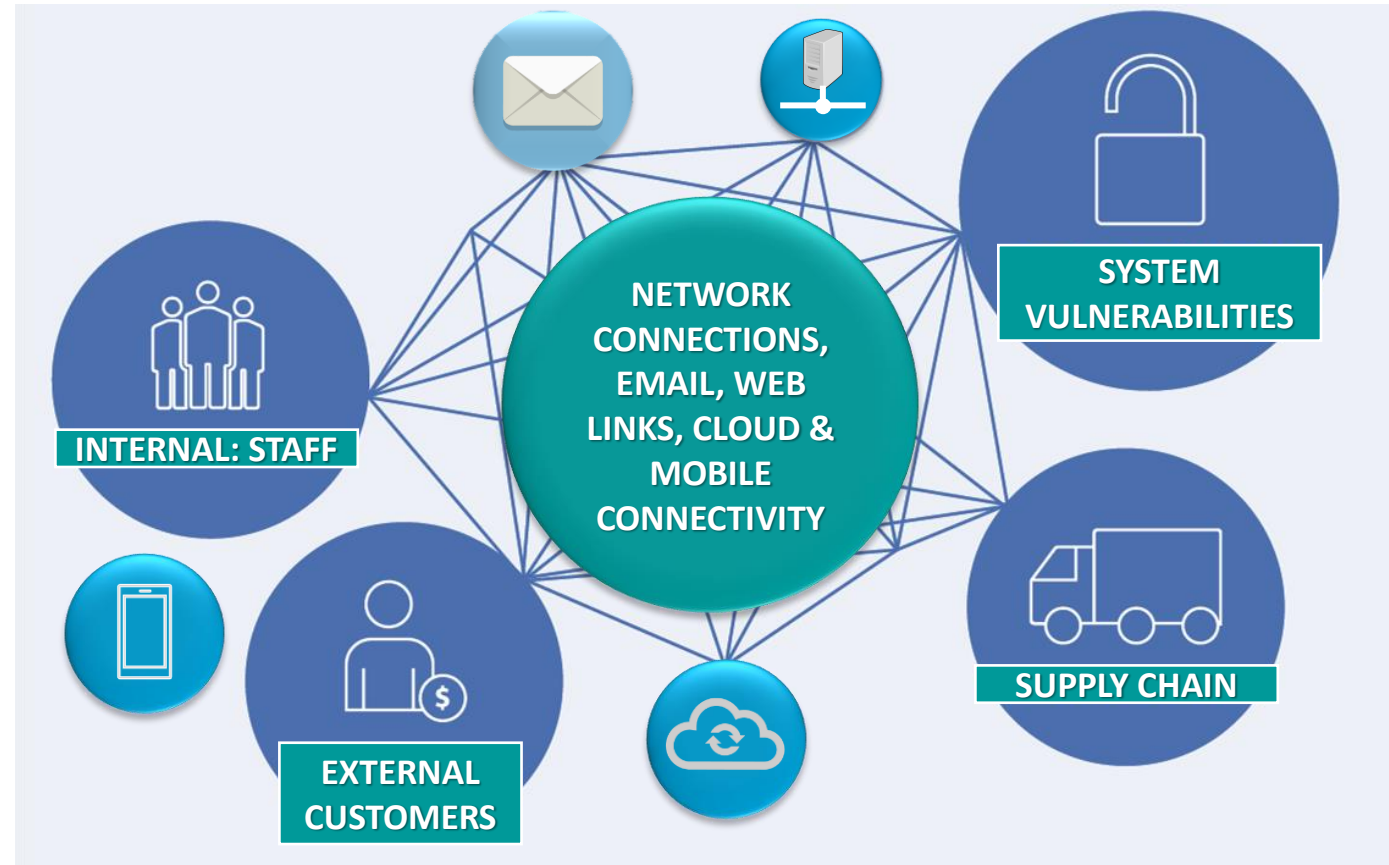 NETWORK
CONNECTIONS,
EMAIL, WEB
LINKS, CLOUD &
MOBILE
CONNECTIVITY
SYSTEM
VULNERABILITIES
INTERNAL: STAFF
$
EXTERNAL
CUSTOMERS
SUPPLY CHAIN